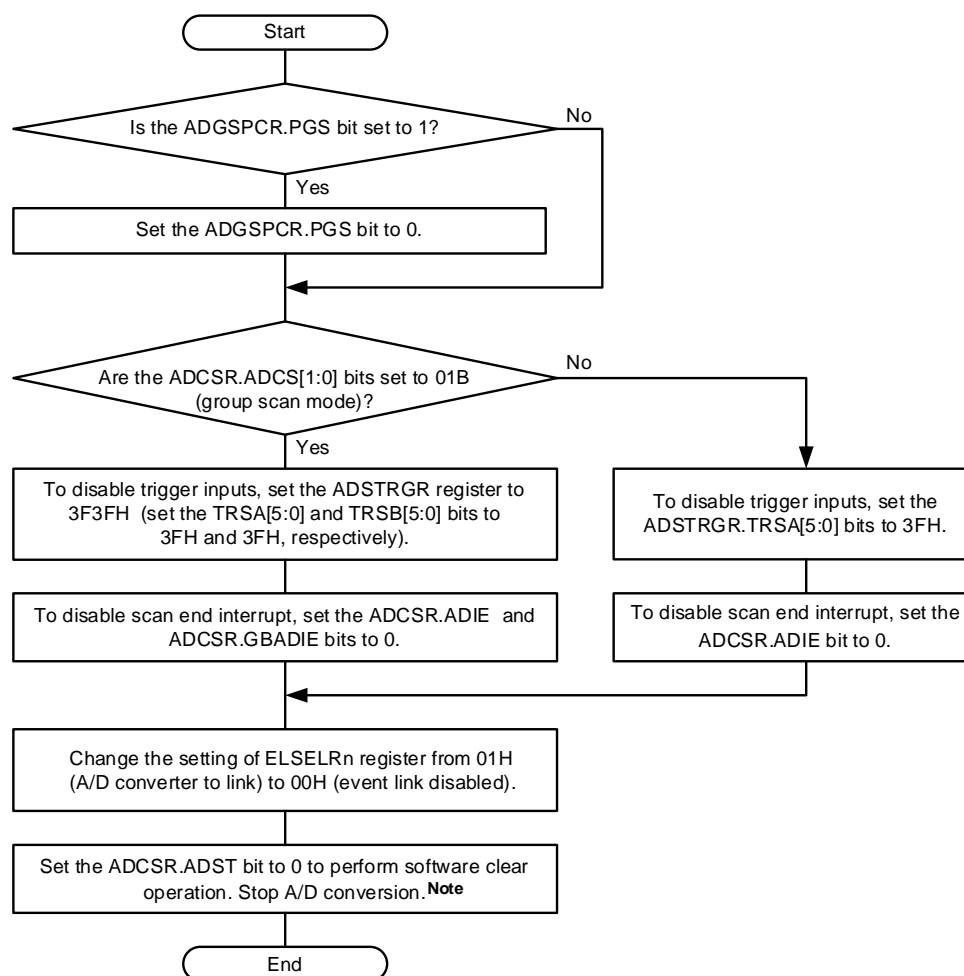 Start
Is the ADGSPCR.PGS bit set to 1?
No
Yes
Set the ADGSPCR.PGS bit to 0.
Are the ADCSR.ADCS[1:0] bits set to 01B
(group scan mode)?
No
Yes
To disable trigger inputs, set the ADSTRGR register to
3F3FH (set the TRSA[5:0] and TRSB[5:0] bits to
3FH and 3FH, respectively).
To disable trigger inputs, set the
ADSTRGR.TRSA[5:0] bits to 3FH.
To disable scan end interrupt, set the ADCSR.ADIE and
ADCSR.GBADIE bits to 0.
To disable scan end interrupt, set the
ADCSR.ADIE bit to 0.
Change the setting of ELSELRn register from 01H
(A/D converter to link) to 00H (event link disabled).
Set the ADCSR.ADST bit to 0 to perform software clear
operation. Stop A/D conversion.Note
End